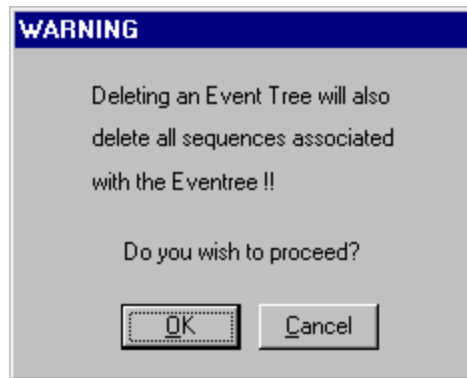 WARNING
Deleting an Event Tree will also
delete all sequences associated
with the Eventree !!
Do you wish to proceed?
OK
Cancel